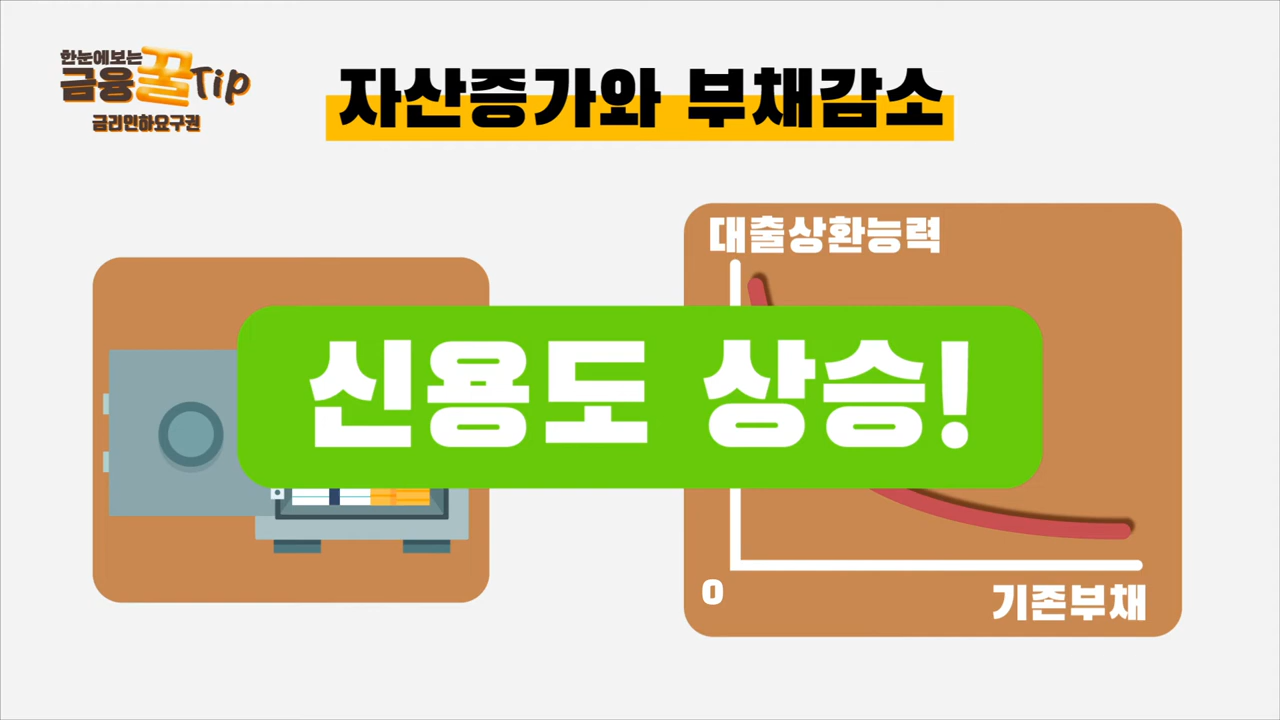 한눈에보는
금융꿀Tip
금리인하요구권
자산증가와 부채감소
대출상환능력
신용도 상승!
0
기존부채